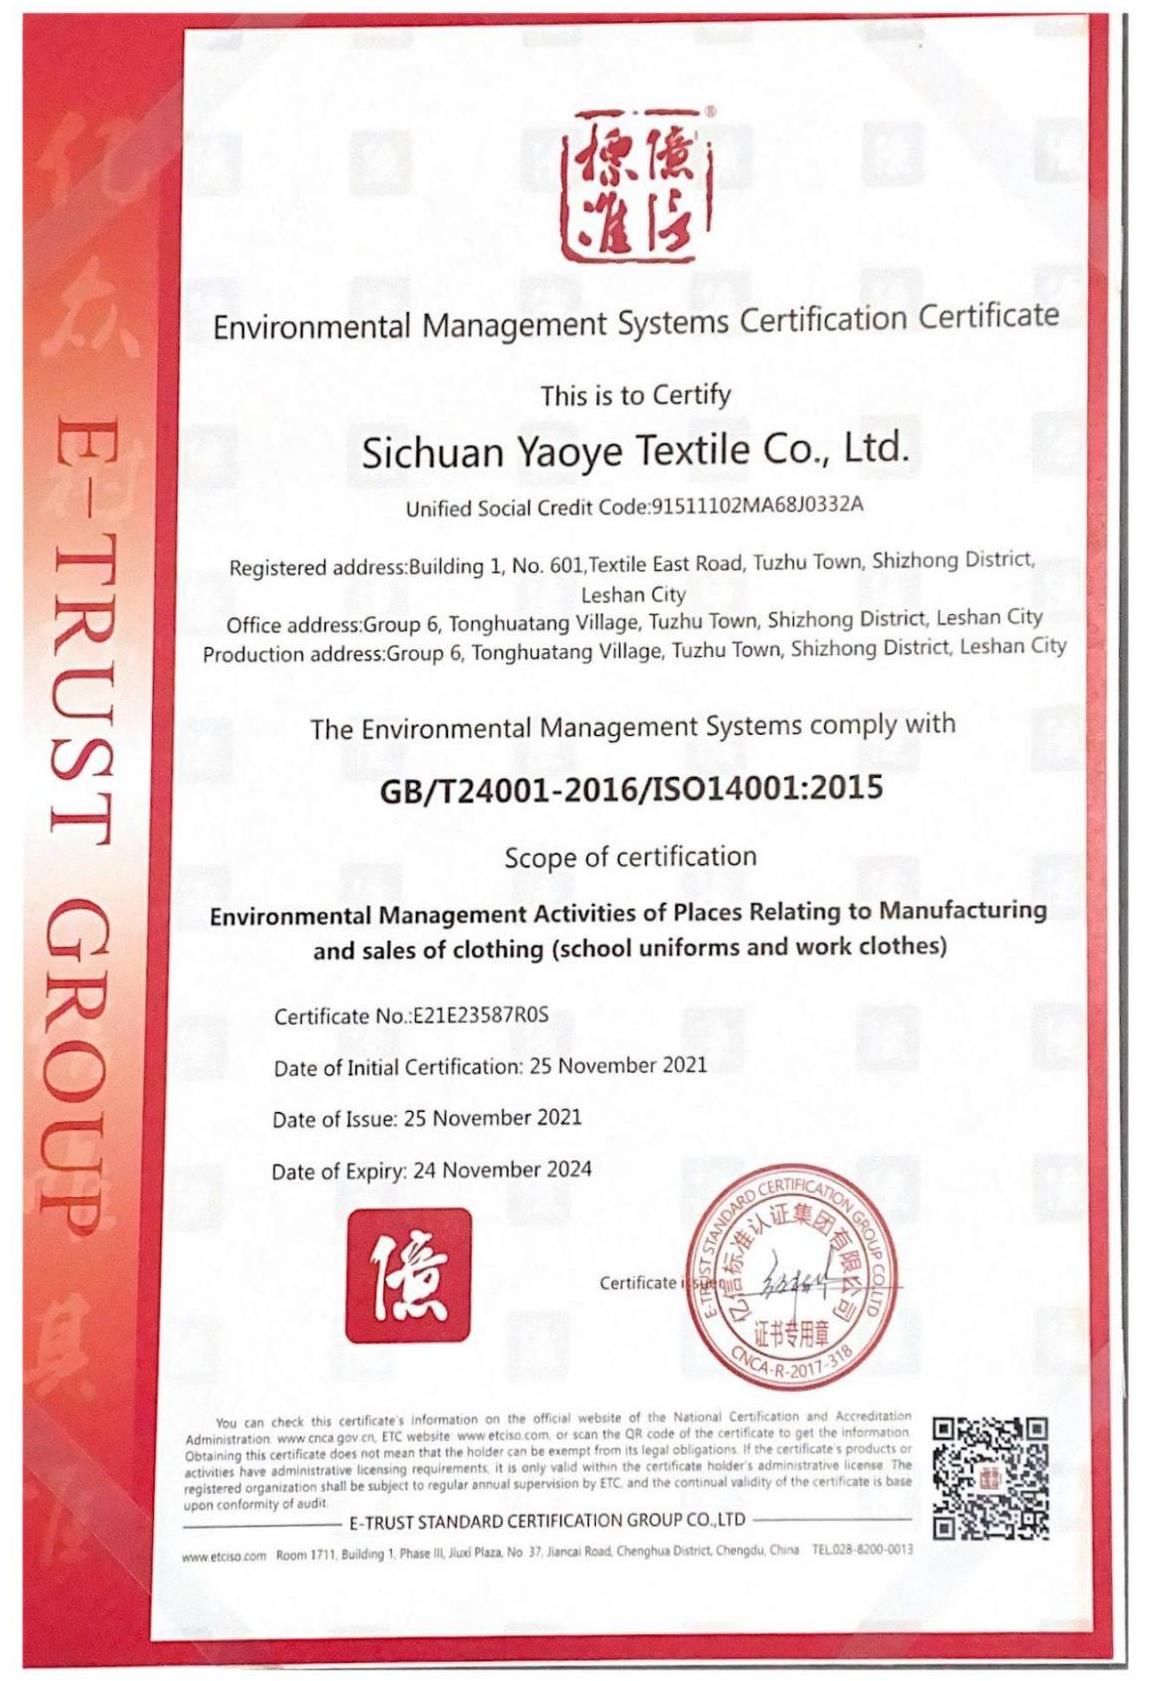 億信
標准
®
Environmental Management Systems Certification Certificate
This is to Certify
Sichuan Yaoye Textile Co., Ltd.
Unified Social Credit Code:91511102MA68J0332A
Registered address:Building 1, No. 601,Textile East Road, Tuzhu Town, Shizhong District,
Leshan City
Office address:Group 6, Tonghuatang Village, Tuzhu Town, Shizhong District, Leshan City
Production address:Group 6, Tonghuatang Village, Tuzhu Town, Shizhong District, Leshan City
The Environmental Management Systems comply with
GB/T24001-2016/ISO14001:2015
Scope of certification
Environmental Management Activities of Places Relating to Manufacturing
and sales of clothing (school uniforms and work clothes)
Certificate No.:E21E23587R0S
Date of Initial Certification: 25 November 2021
Date of Issue: 25 November 2021
Date of Expiry: 24 November 2024
億
Certificate issued
E-TRUST STANDARD CERTIFICATION GROUP CO.LTD
亿信标准认证集团有限公司
证书专用章
CNCA-R-2017-318
You can check this certificate's information on the official website of the National Certification and Accreditation
Administration: www.cnca.gov.cn, ETC website: www.etciso.com, or scan the QR code of the certificate to get the information.
Obtaining this certificate does not mean that the holder can be exempt from its legal obligations. If the certificate's products or
activities have administrative licensing requirements, it is only valid within the certificate holder's administrative license. The
registered organization shall be subject to regular annual supervision by ETC, and the continual validity of the certificate is base
upon conformity of audit.
E-TRUST STANDARD CERTIFICATION GROUP CO.,LTD
www.etciso.com Room 1711, Building 1, Phase III, Jiuxi Plaza, No. 37, Jiancai Road, Chenghua District, Chengdu, China TEL:028-8200-0013
E-TRUST GROUP
亿
众